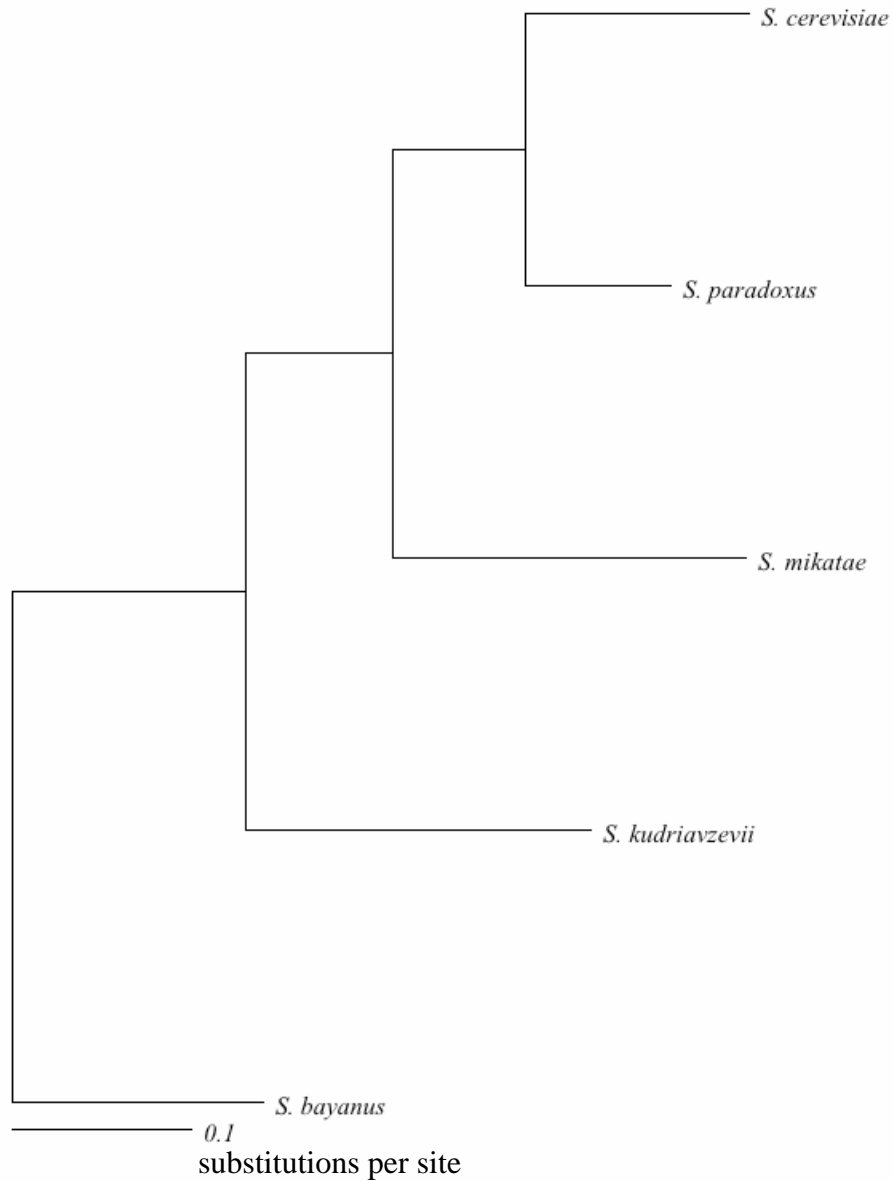 S. cerevisiae
S. paradoxus
S. mikatae
S. kudriavzevii
S. bayanus
0.1
substitutions per site